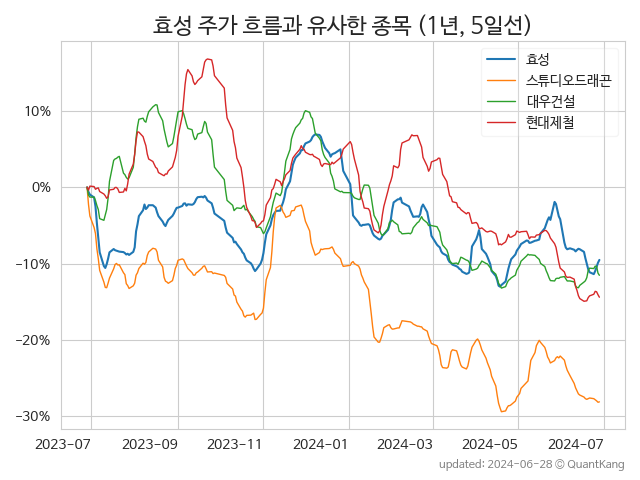 효성 주가 흐름과 유사한 종목 (1년, 5일선)
효성
스튜디오드래곤
대우건설
현대제철
10%
0%
−10%
−20%
−30%
2023-07 2023-09 2023-11 2024-01 2024-03 2024-05 2024-07
updated: 2024-06-28 © QuantKang